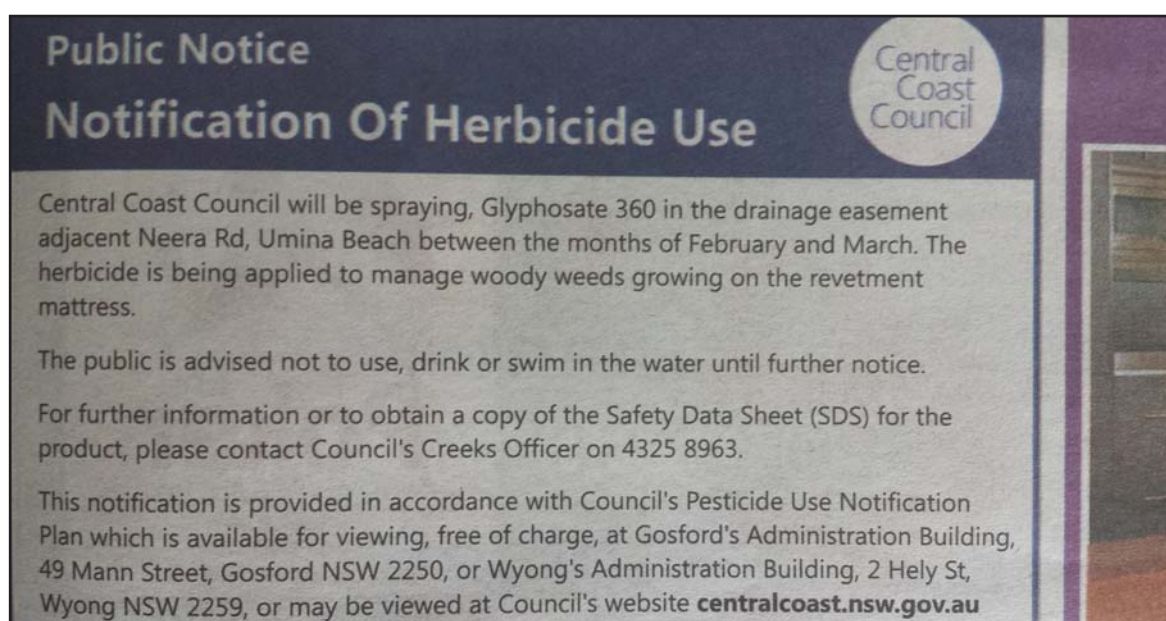 Public Notice
Notification Of Herbicide Use
Central
Coast
Council
Central Coast Council will be spraying, Glyphosate 360 in the drainage easement
adjacent Neera Rd, Umina Beach between the months of February and March. The
herbicide is being applied to manage woody weeds growing on the revetment
mattress.
The public is advised not to use, drink or swim in the water until further notice.
For further information or to obtain a copy of the Safety Data Sheet (SDS) for the
product, please contact Council's Creeks Officer on 4325 8963.
This notification is provided in accordance with Council's Pesticide Use Notification
Plan which is available for viewing, free of charge, at Gosford's Administration Building,
49 Mann Street, Gosford NSW 2250, or Wyong's Administration Building, 2 Hely St,
Wyong NSW 2259, or may be viewed at Council's website centralcoast.nsw.gov.au